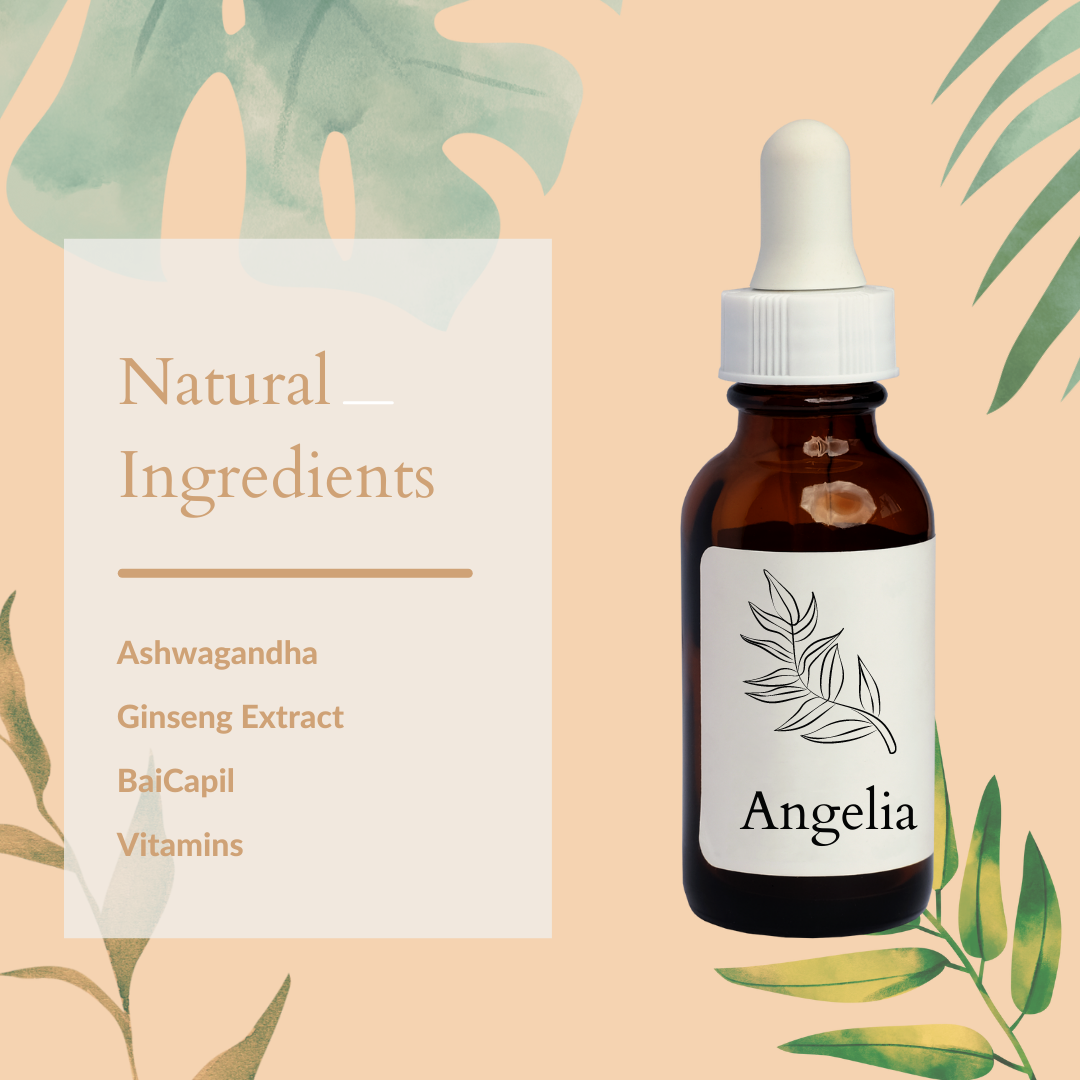 Natural
Ingredients
Ashwagandha
Ginseng Extract
BaiCapil
Vitamins
Angelia